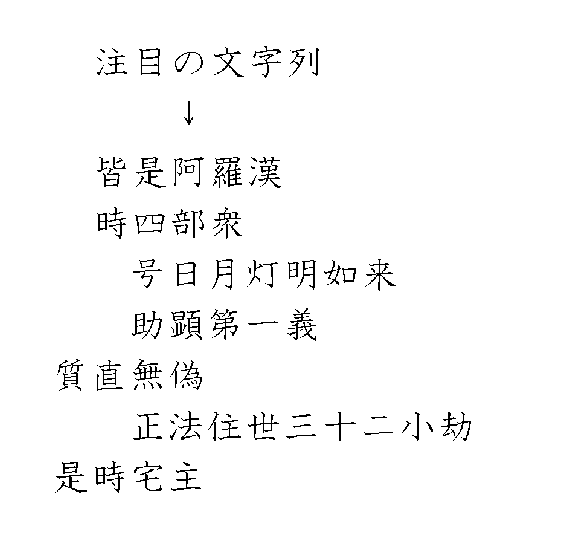 注目の文字列
↓
皆是阿羅漢
時四部衆
号日月灯明如来
助顕第一義
質直無偽
正法住世三十二小劫
是時宅主